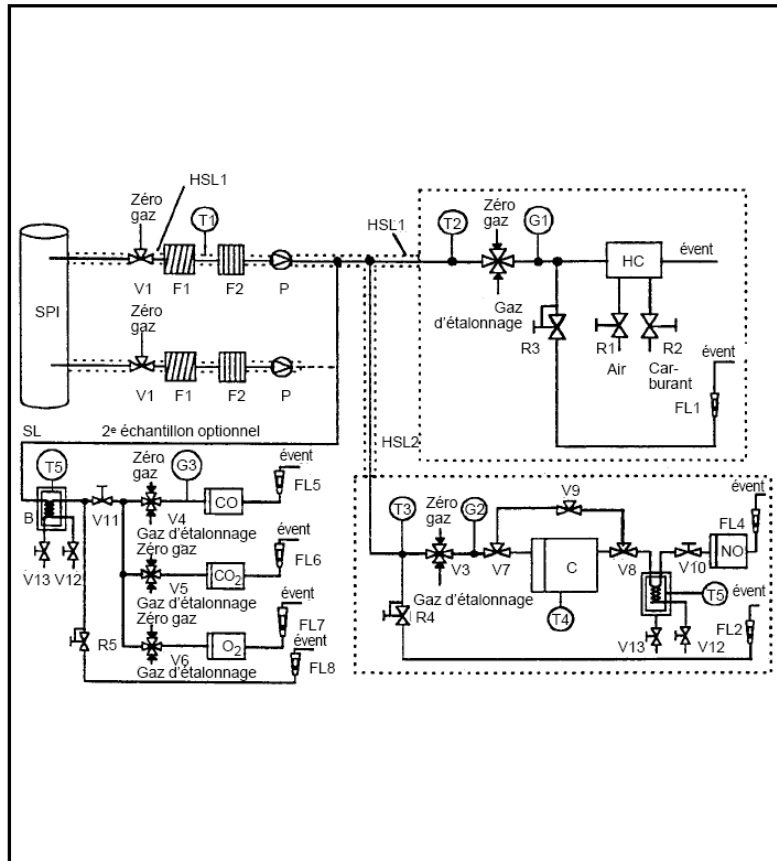 HSL1
Zéro
gaz
T1
V1
F1
F2
P
SPI
Zéro
gaz
V1
F1
F2
P
SL
2e échantillon optionnel
HSL1
T2
Zéro
gaz
G1
HC
évent
Gaz
d'étalonnage
R3
R1
R2
Air
Car-
burant
évent
FL1
HSL2
T5
B
V13
V12
V11
Zéro
gaz
G3
V4
CO
évent
FL5
Gaz d'étalonnage
Zéro gaz
V5
CO2
évent
FL6
Gaz d'étalonnage
Zéro gaz
V6
O2
évent
FL7
Gaz d'étalonnage
R5
évent
FL8
T3
Zéro
gaz
G2
V3
V7
V9
C
V8
T4
Gaz d'étalonnage
R4
V10
NO
évent
FL4
T5
V13
V12
évent
FL2